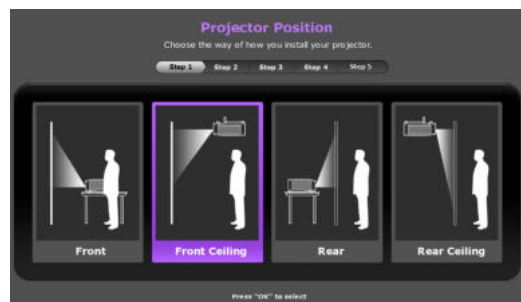 Projector Position
Choose the way of how you install your projector.
Step 1 Step 2 Step 3 Step 4 Step 5
Front Front Ceiling Rear Rear Ceiling
Press "OK" to select